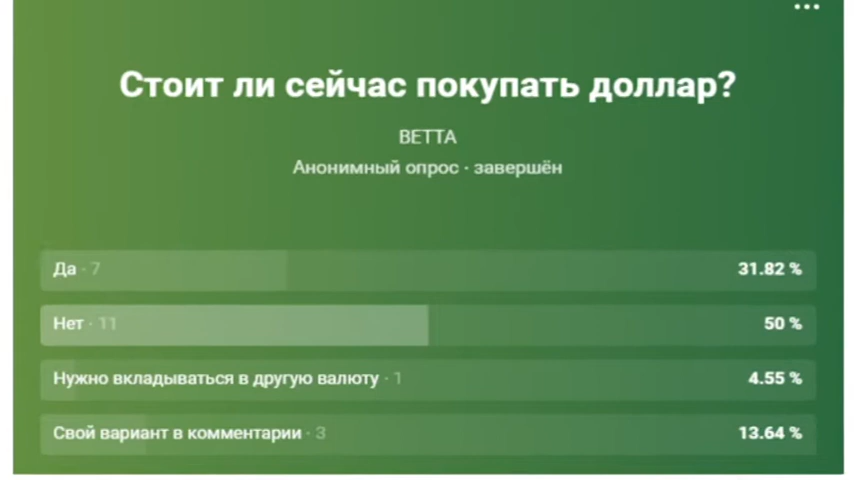 Стоит ли сейчас покупать доллар?
ВЕТТА
Анонимный опрос · завершён
Да · 7 31.82 %
Нет · 11 50 %
Нужно вкладываться в другую валюту · 1 4.55 %
Свой вариант в комментарии · 3 13.64 %